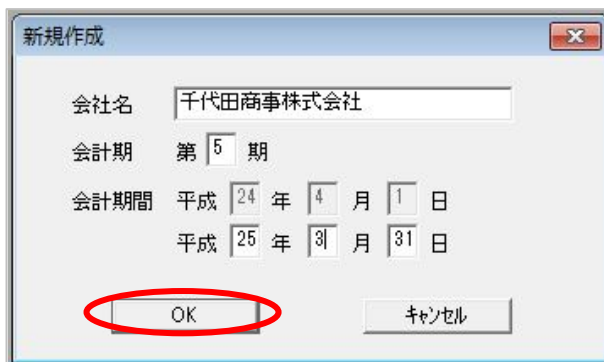 新規作成
会社名 千代田商事株式会社
会計期 第 5 期
会計期間 平成 24 年 4 月 1 日
平成 25 年 3 月 31 日
OK ｷｬﾝｾﾙ